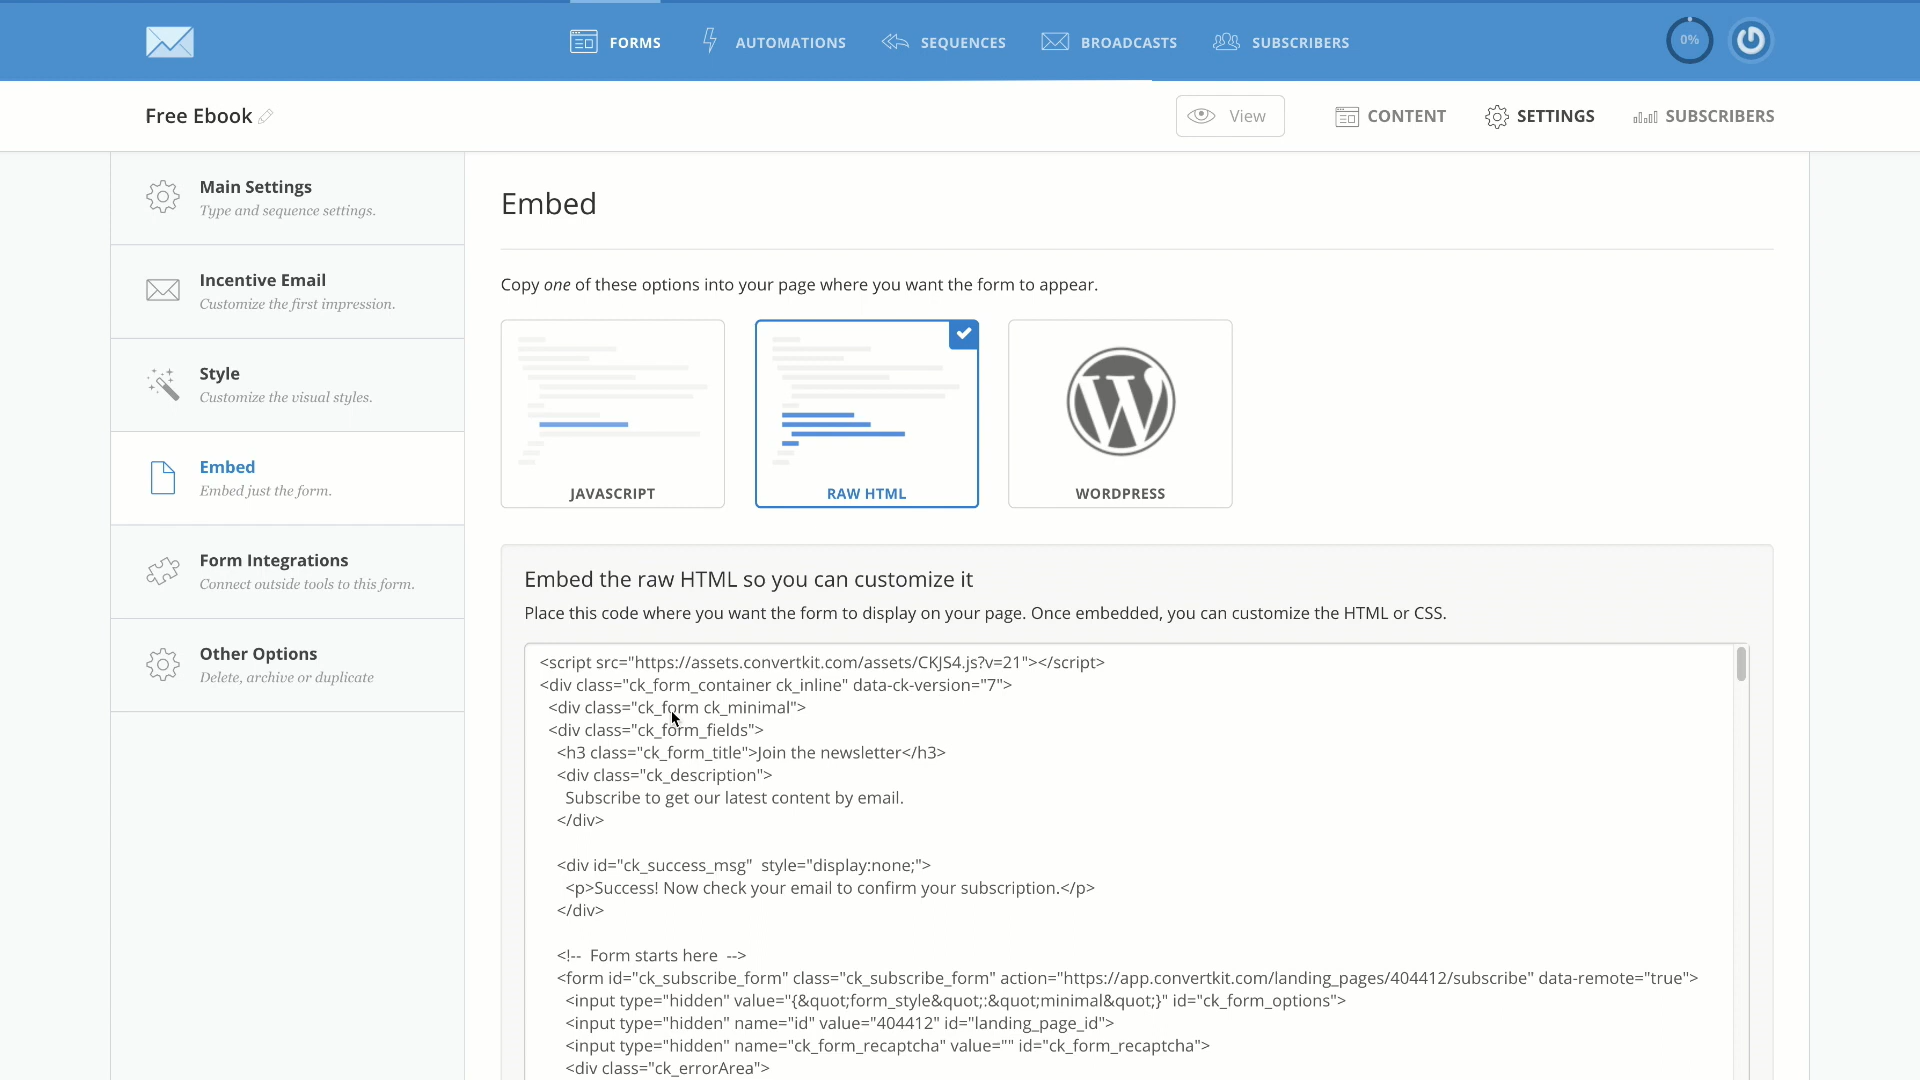 FORMS
AUTOMATIONS
SEQUENCES
BROADCASTS
SUBSCRIBERS
0%
Free Ebook
View
CONTENT
SETTINGS
SUBSCRIBERS
Main Settings
Type and sequence settings.
Incentive Email
Customize the first impression.
Style
Customize the visual styles.
Embed
Embed just the form.
Form Integrations
Connect outside tools to this form.
Other Options
Delete, archive or duplicate
Embed
Copy one of these options into your page where you want the form to appear.
JAVASCRIPT
RAW HTML
WORDPRESS
Embed the raw HTML so you can customize it
Place this code where you want the form to display on your page. Once embedded, you can customize the HTML or CSS.
<script src="https://assets.convertkit.com/assets/CKJS4.js?v=21"></script>
<div class="ck_form_container ck_inline" data-ck-version="7">
<div class="ck_form ck_minimal">
<div class="ck_form_fields">
<h3 class="ck_form_title">Join the newsletter</h3>
<div class="ck_description">
Subscribe to get our latest content by email.
</div>
<div id="ck_success_msg"  style="display:none;">
<p>Success! Now check your email to confirm your subscription.</p>
</div>
<!--  Form starts here  -->
<form id="ck_subscribe_form" class="ck_subscribe_form" action="https://app.convertkit.com/landing_pages/404412/subscribe" data-remote="true">
<input type="hidden" value="{&quot;form_style&quot;:&quot;minimal&quot;}" id="ck_form_options">
<input type="hidden" name="id" value="404412" id="landing_page_id">
<input type="hidden" name="ck_form_recaptcha" value="" id="ck_form_recaptcha">
<div class="ck_errorArea">